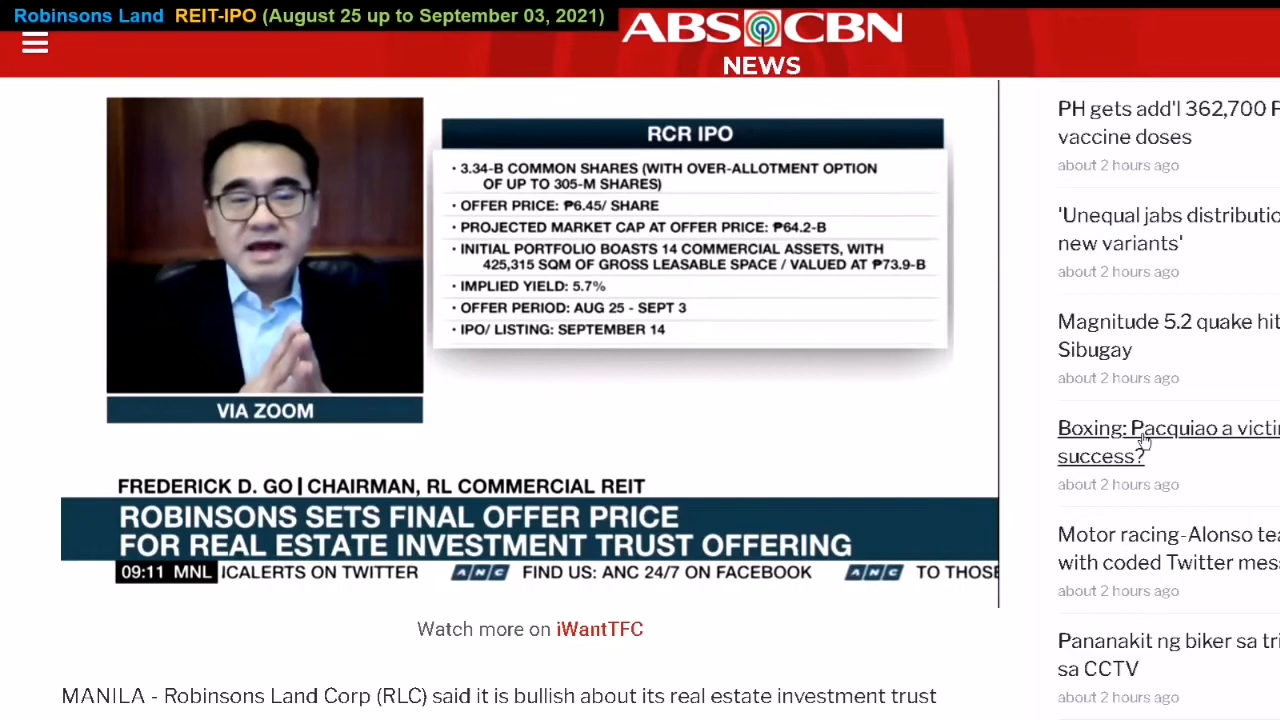 Robinsons Land REIT-IPO (August 25 up to September 03, 2021)
ABS CBN
NEWS
RCR IPO
• 3.34-B COMMON SHARES (WITH OVER-ALLOTMENT OPTION
OF UP TO 305-M SHARES)
• OFFER PRICE: ₱6.45/ SHARE
• PROJECTED MARKET CAP AT OFFER PRICE: ₱64.2-B
• INITIAL PORTFOLIO BOASTS 14 COMMERCIAL ASSETS, WITH
425,315 SQM OF GROSS LEASABLE SPACE / VALUED AT ₱73.9-B
• IMPLIED YIELD: 5.7%
• OFFER PERIOD: AUG 25 - SEPT 3
• IPO/ LISTING: SEPTEMBER 14
VIA ZOOM
FREDERICK D. GO | CHAIRMAN, RL COMMERCIAL REIT
ROBINSONS SETS FINAL OFFER PRICE
FOR REAL ESTATE INVESTMENT TRUST OFFERING
09:11 MNL ICALERTS ON TWITTER ANC FIND US: ANC 24/7 ON FACEBOOK ANC TO THOSE
Watch more on iWantTFC
MANILA - Robinsons Land Corp (RLC) said it is bullish about its real estate investment trust
PH gets add'l 362,700
vaccine doses
about 2 hours ago
'Unequal jabs
new variants'
about 2 hours ago
Magnitude 5.2 quake
Sibugay
about 2 hours ago
Boxing: Pacquiao a
success?
about 2 hours ago
Motor racing-Alonso
with coded Twitter
about 2 hours ago
Pananakit ng biker sa
sa CCTV
about 2 hours ago